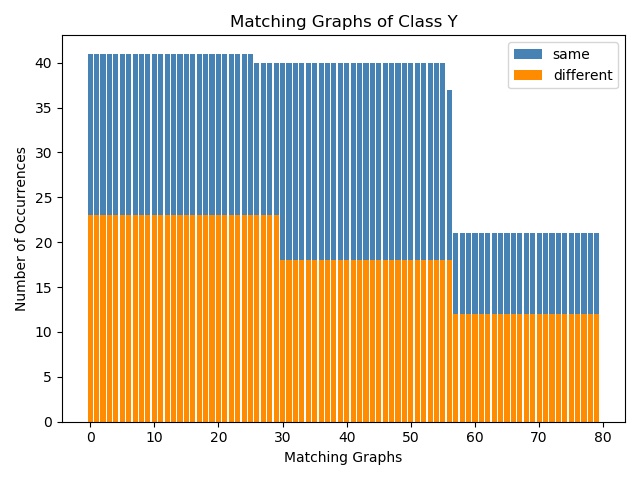 Matching Graphs of Class Y
same
different
Number of Occurrences
40
35
30
25
20
15
10
5
0
0 10 20 30 40 50 60 70 80
Matching Graphs